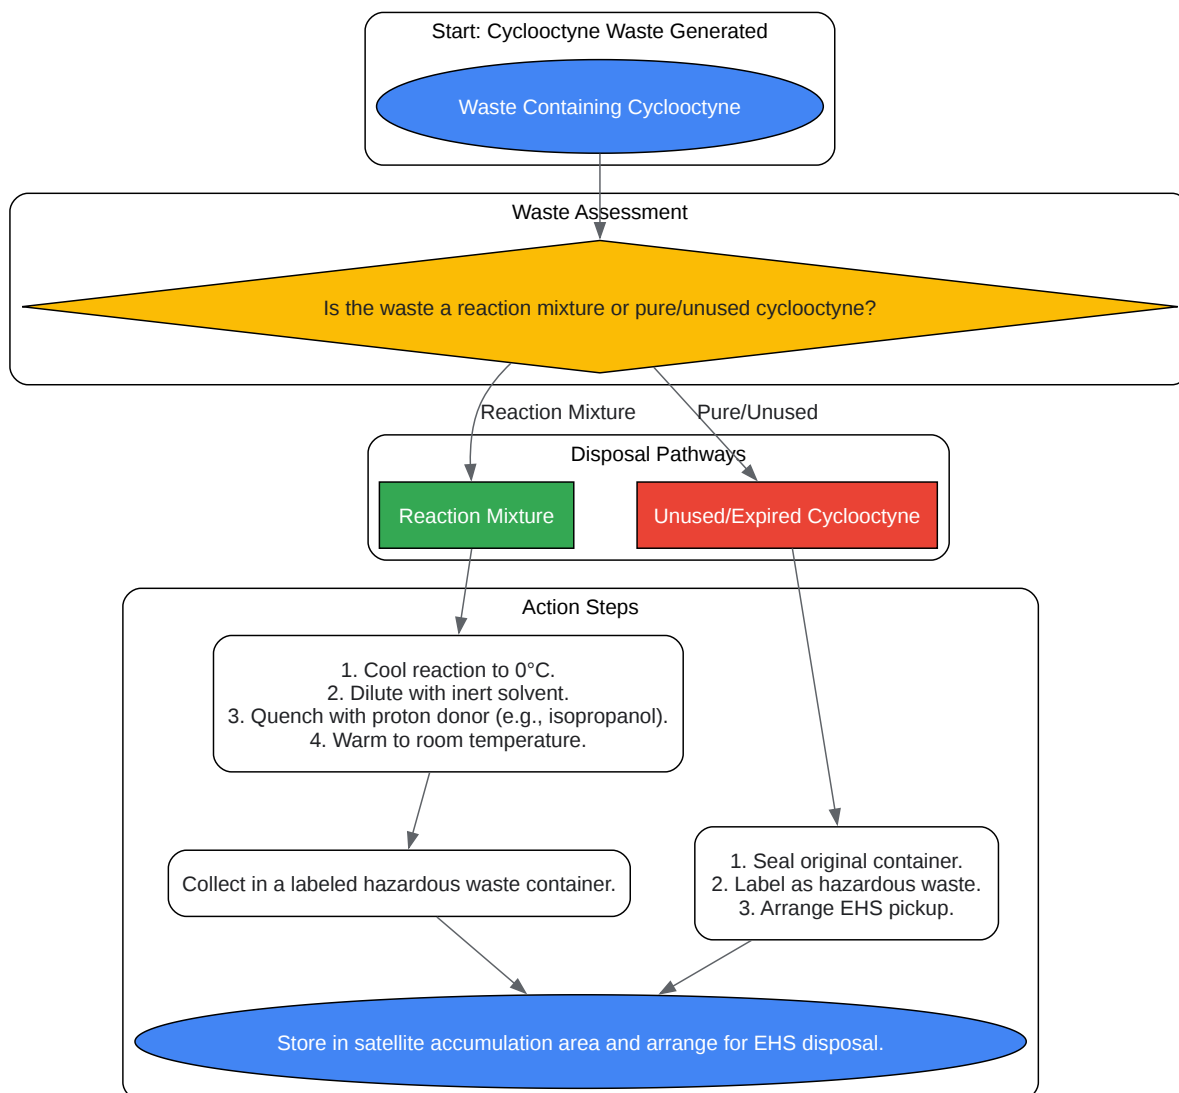 Start: Cyclooctyne Waste Generated
Waste Containing Cyclooctyne
Waste Assessment
Is the waste a reaction mixture or pure/unused cyclooctyne?
Reaction Mixture
Pure/Unused
Disposal Pathways
Reaction Mixture
Unused/Expired Cyclooctyne
Action Steps
1. Cool reaction to 0°C.
2. Dilute with inert solvent.
3. Quench with proton donor (e.g., isopropanol).
4. Warm to room temperature.
Collect in a labeled hazardous waste container.
1. Seal original container.
2. Label as hazardous waste.
3. Arrange EHS pickup.
Store in satellite accumulation area and arrange for EHS disposal.